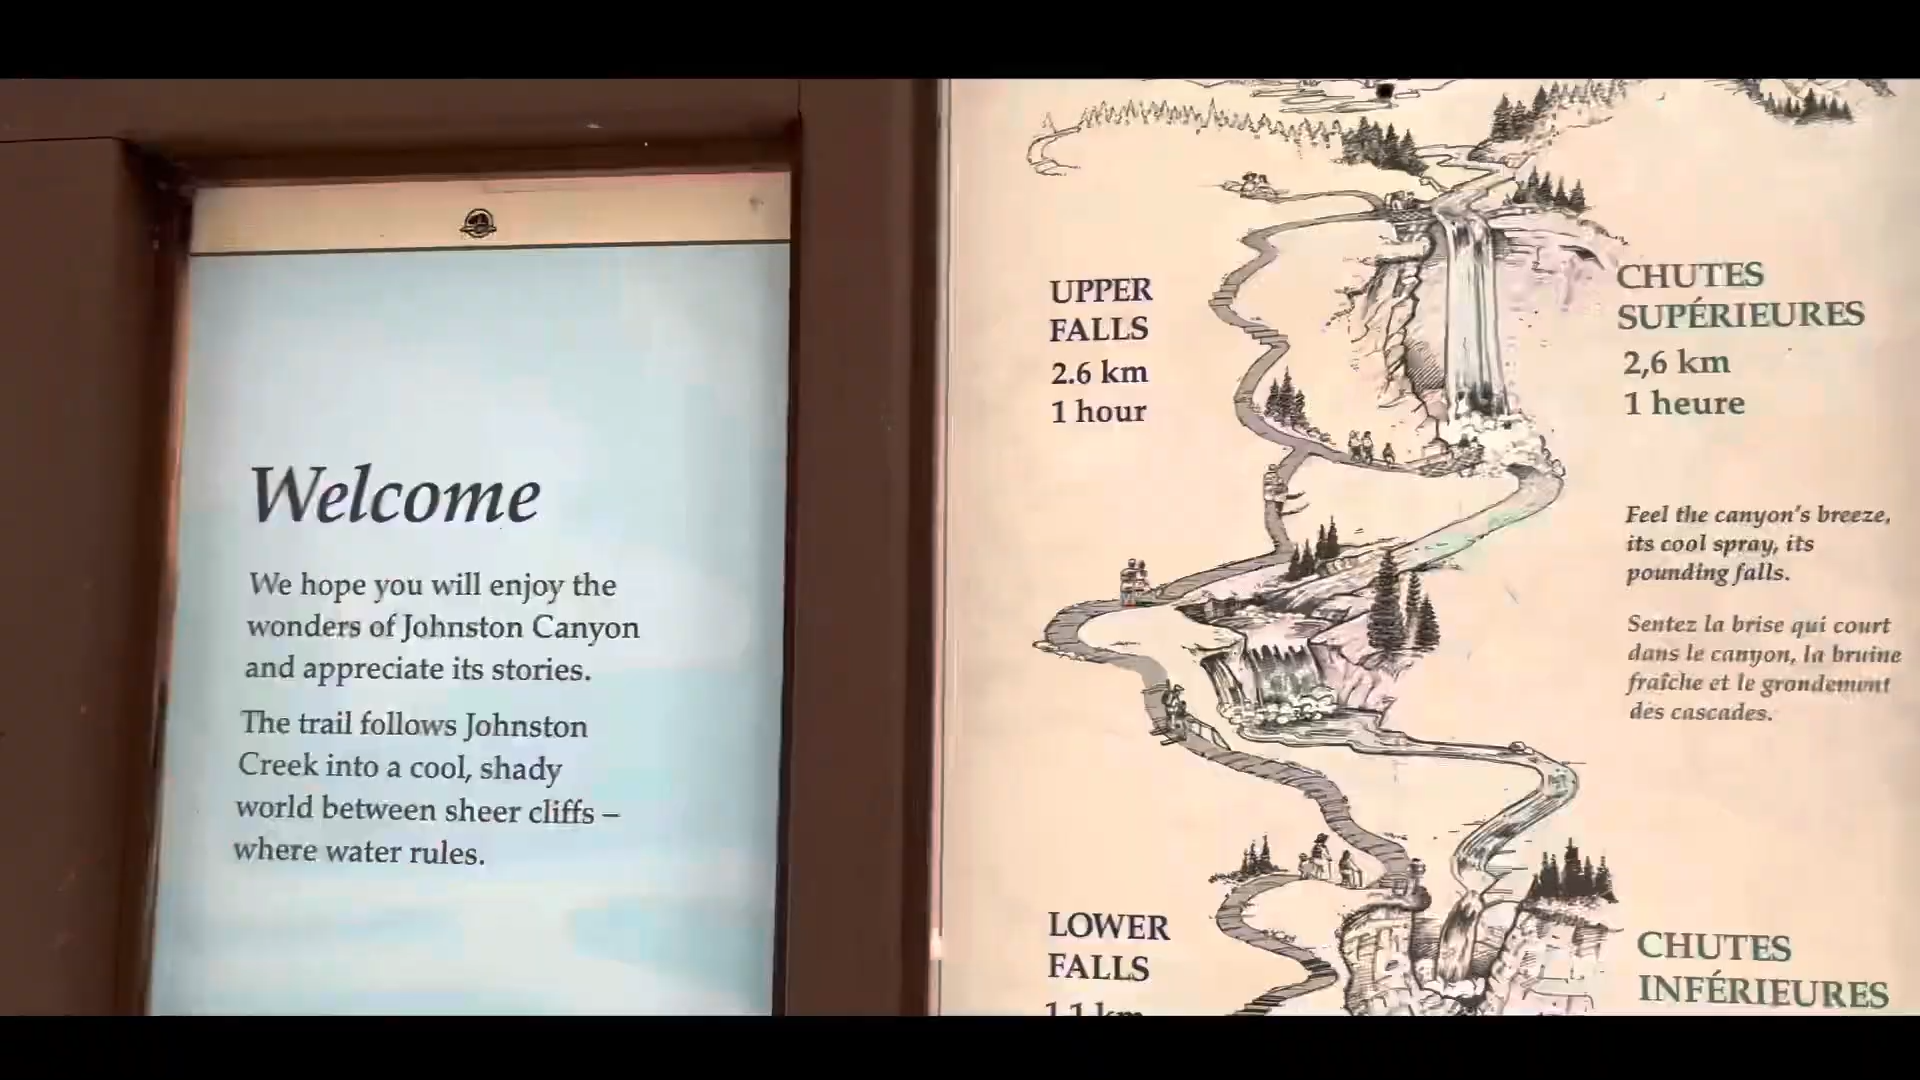 Welcome
We hope you will enjoy the
wonders of Johnston Canyon
and appreciate its stories.
The trail follows Johnston
Creek into a cool, shady
world between sheer cliffs –
where water rules.
UPPER
FALLS
2.6 km
1 hour
CHUTES
SUPÉRIEURES
2,6 km
1 heure
Feel the canyon's breeze,
its cool spray, its
pounding falls.
Sentez la brise qui court
dans le canyon, la bruine
fraîche et le grondement
des cascades.
LOWER
FALLS
1.1 km
CHUTES
INFÉRIEURES